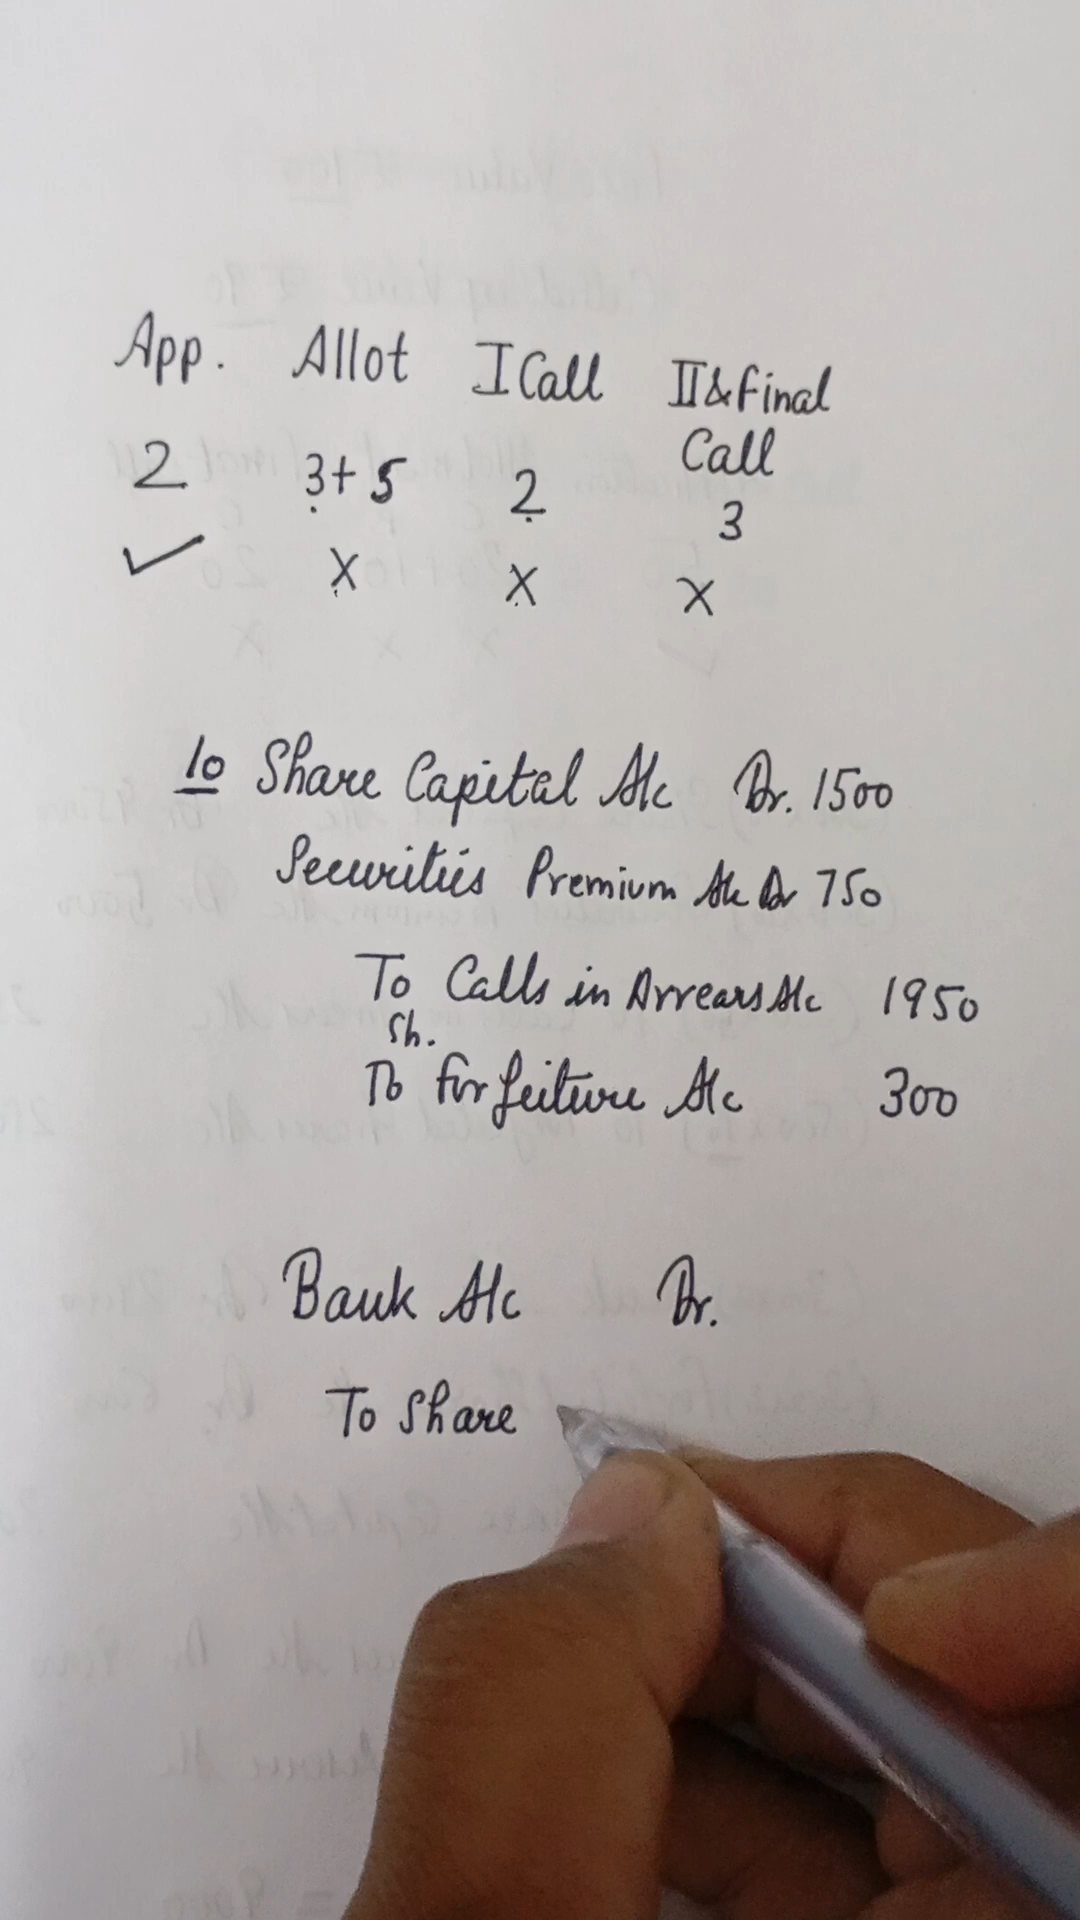 App. Allot I Call II & Final Call
2 3+5 2 3
✓ X X X
10 Share Capital A/c Dr. 1500
Securities Premium A/c Dr 750
To Calls in Arrears A/c 1950
To Sh. forfeiture A/c 300
Bank A/c Dr.
To Share